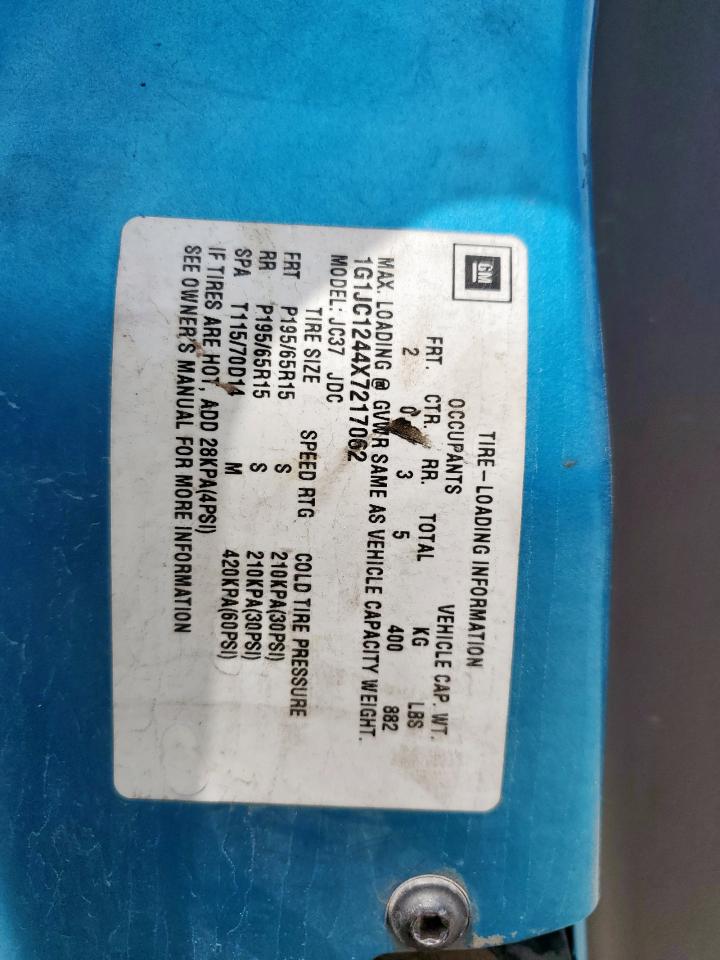 GM
TIRE-LOADING INFORMATION
OCCUPANTS VEHICLE CAP. WT.
FRT. CTR. RR. TOTAL KG LBS
2 0 3 5 400 882
MAX. LOADING @ GVWR SAME AS VEHICLE CAPACITY WEIGHT.
1G1JC1244X7217062
MODEL: JC37 JDC
TIRE SIZE SPEED RTG COLD TIRE PRESSURE
FRT P195/65R15 S 210KPA(30PSI)
RR P195/65R15 S 210KPA(30PSI)
SPA T115/70D14 M 420KPA(60PSI)
IF TIRES ARE HOT, ADD 28KPA(4PSI)
SEE OWNER'S MANUAL FOR MORE INFORMATION